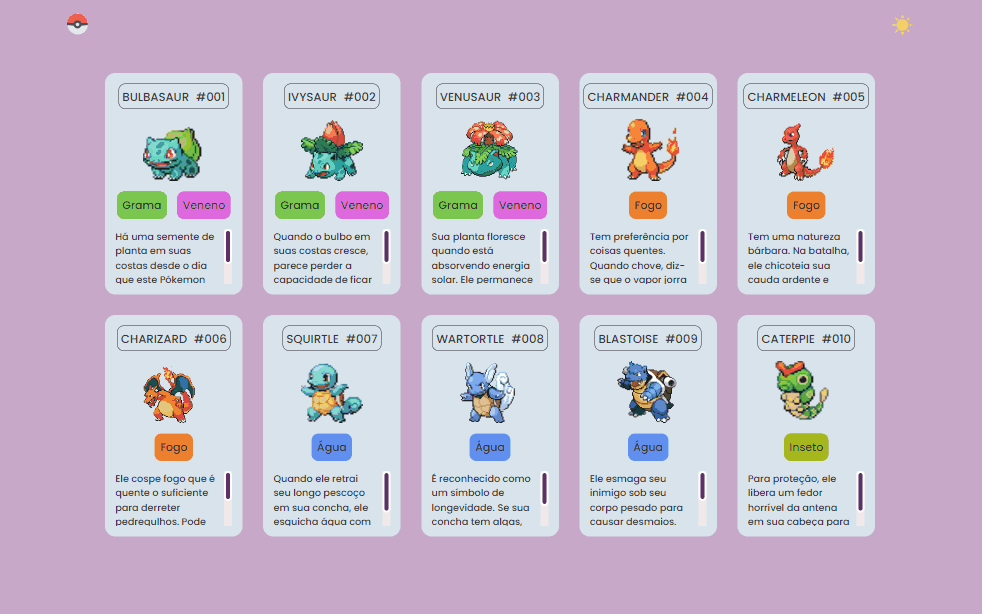 BULBASAUR #001
Grama Veneno
Há uma semente de
planta em suas
costas desde o dia
que este Pókemon
IVYSAUR #002
Grama Veneno
Quando o bulbo em
suas costas cresce,
parece perder a
capacidade de ficar
VENUSAUR #003
Grama Veneno
Sua planta floresce
quando está
absorvendo energia
solar. Ele permanece
CHARMANDER #004
Fogo
Tem preferência por
coisas quentes.
Quando chove, diz-
se que o vapor jorra
CHARMELEON #005
Fogo
Tem uma natureza
bárbara. Na batalha,
ele chicoteia sua
cauda ardente e
CHARIZARD #006
Fogo
Ele cospe fogo que é
quente o suficiente
para derreter
pedregulhos. Pode
SQUIRTLE #007
Água
Quando ele retrai
seu longo pescoço
em sua concha, ele
esguicha água com
WARTORTLE #008
Água
É reconhecido como
um símbolo de
longevidade. Se sua
concha tem algas,
BLASTOISE #009
Água
Ele esmaga seu
inimigo sob seu
corpo pesado para
causar desmaios.
CATERPIE #010
Inseto
Para proteção, ele
libera um fedor
horrível da antena
em sua cabeça para